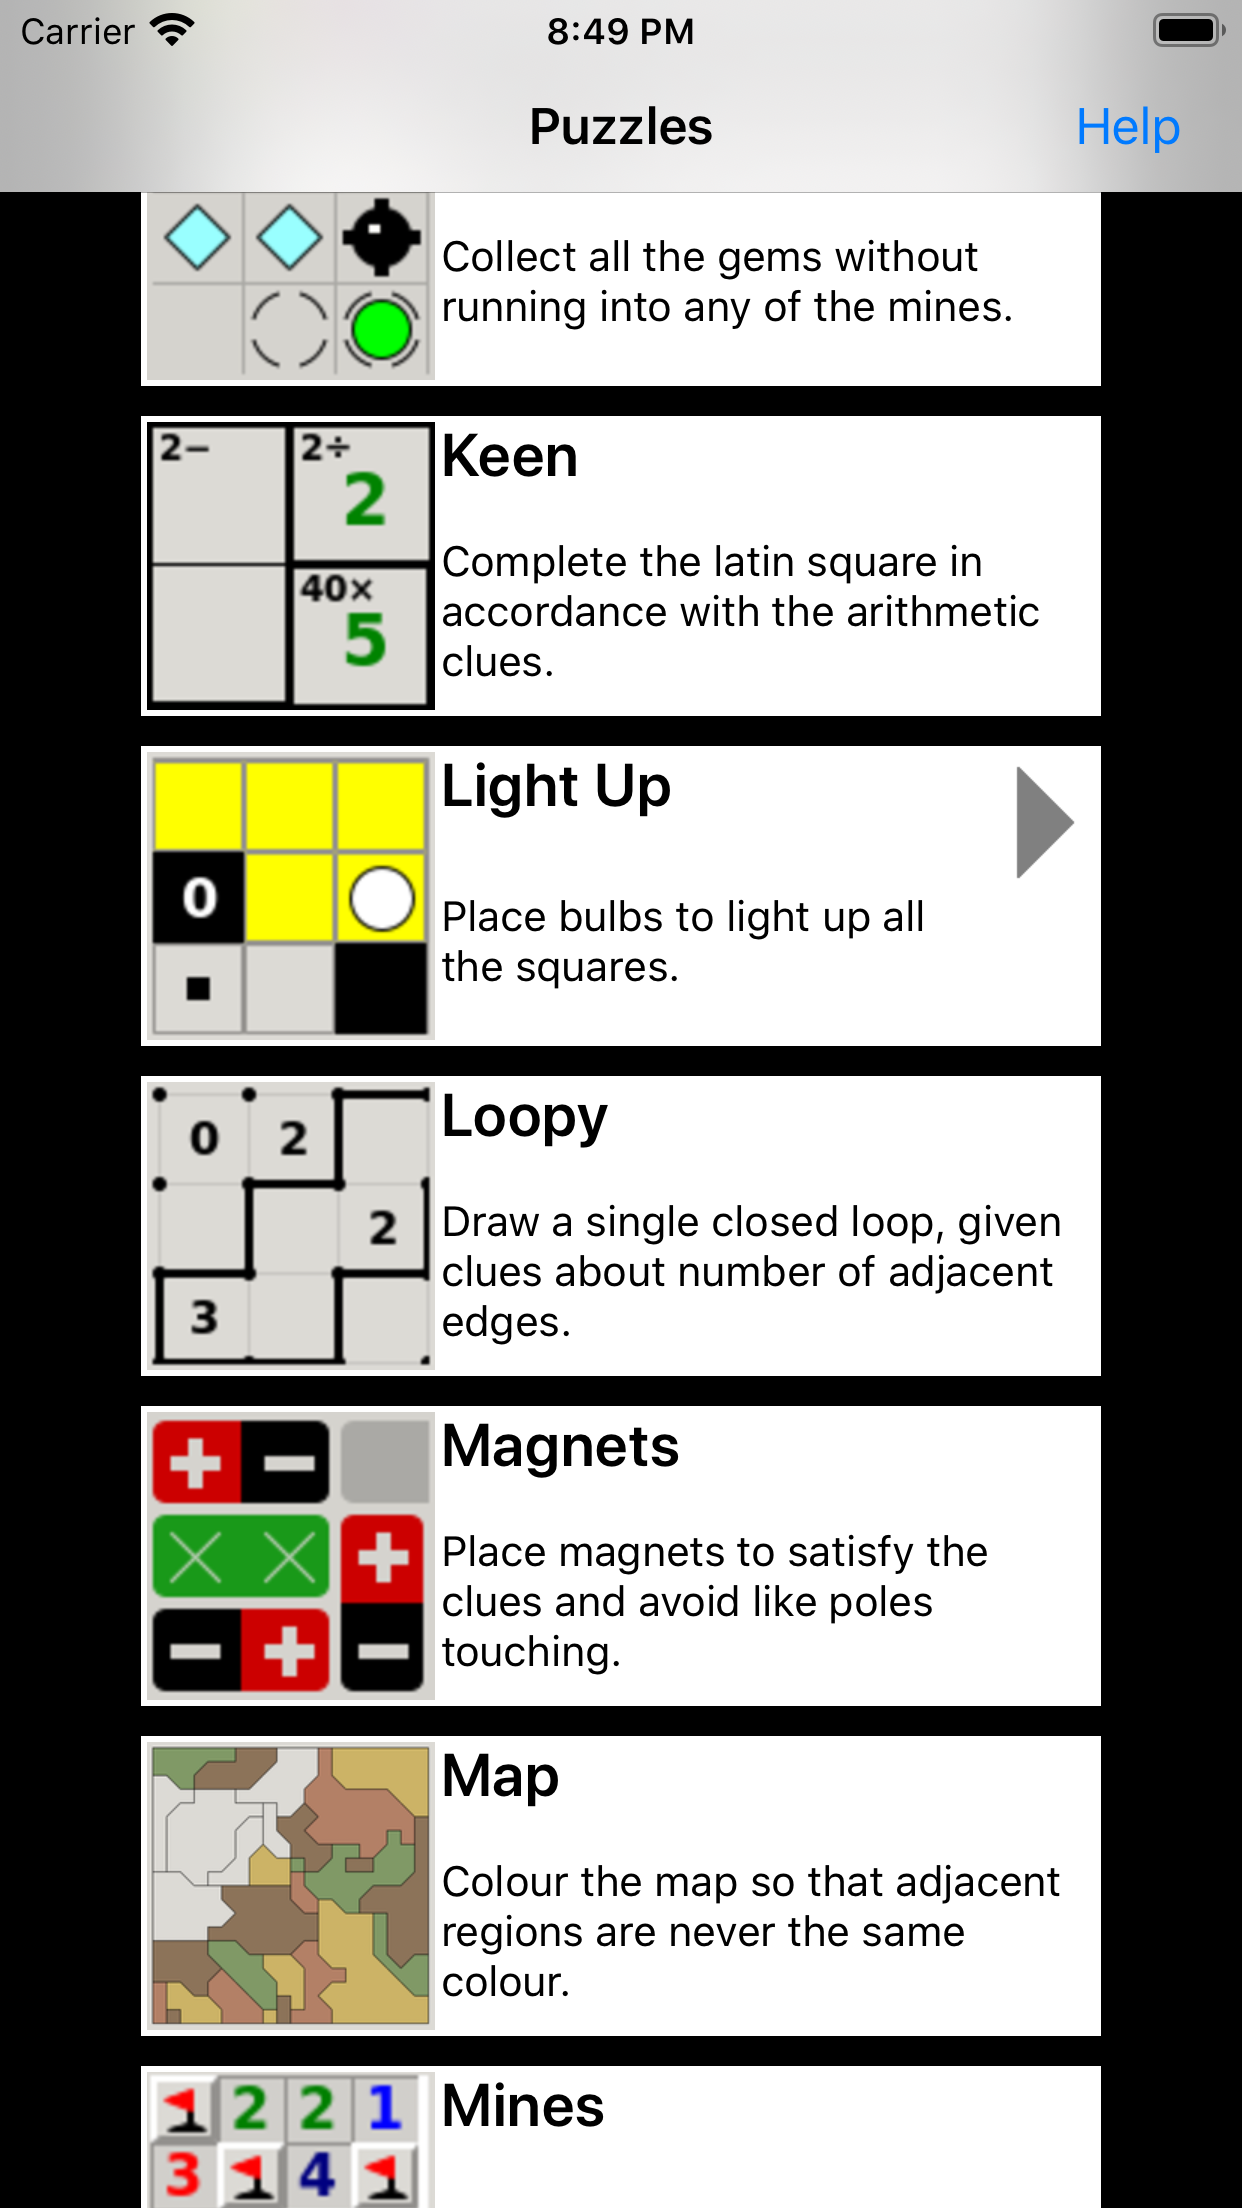 Carrier 8:49 PM
Puzzles Help
Collect all the gems without
running into any of the mines.
2− 2÷
2
40×
5
Keen
Complete the latin square in
accordance with the arithmetic
clues.
0
Light Up
Place bulbs to light up all
the squares.
0 2
2
3
Loopy
Draw a single closed loop, given
clues about number of adjacent
edges.
Magnets
Place magnets to satisfy the
clues and avoid like poles
touching.
Map
Colour the map so that adjacent
regions are never the same
colour.
2 2 1
3 4
Mines